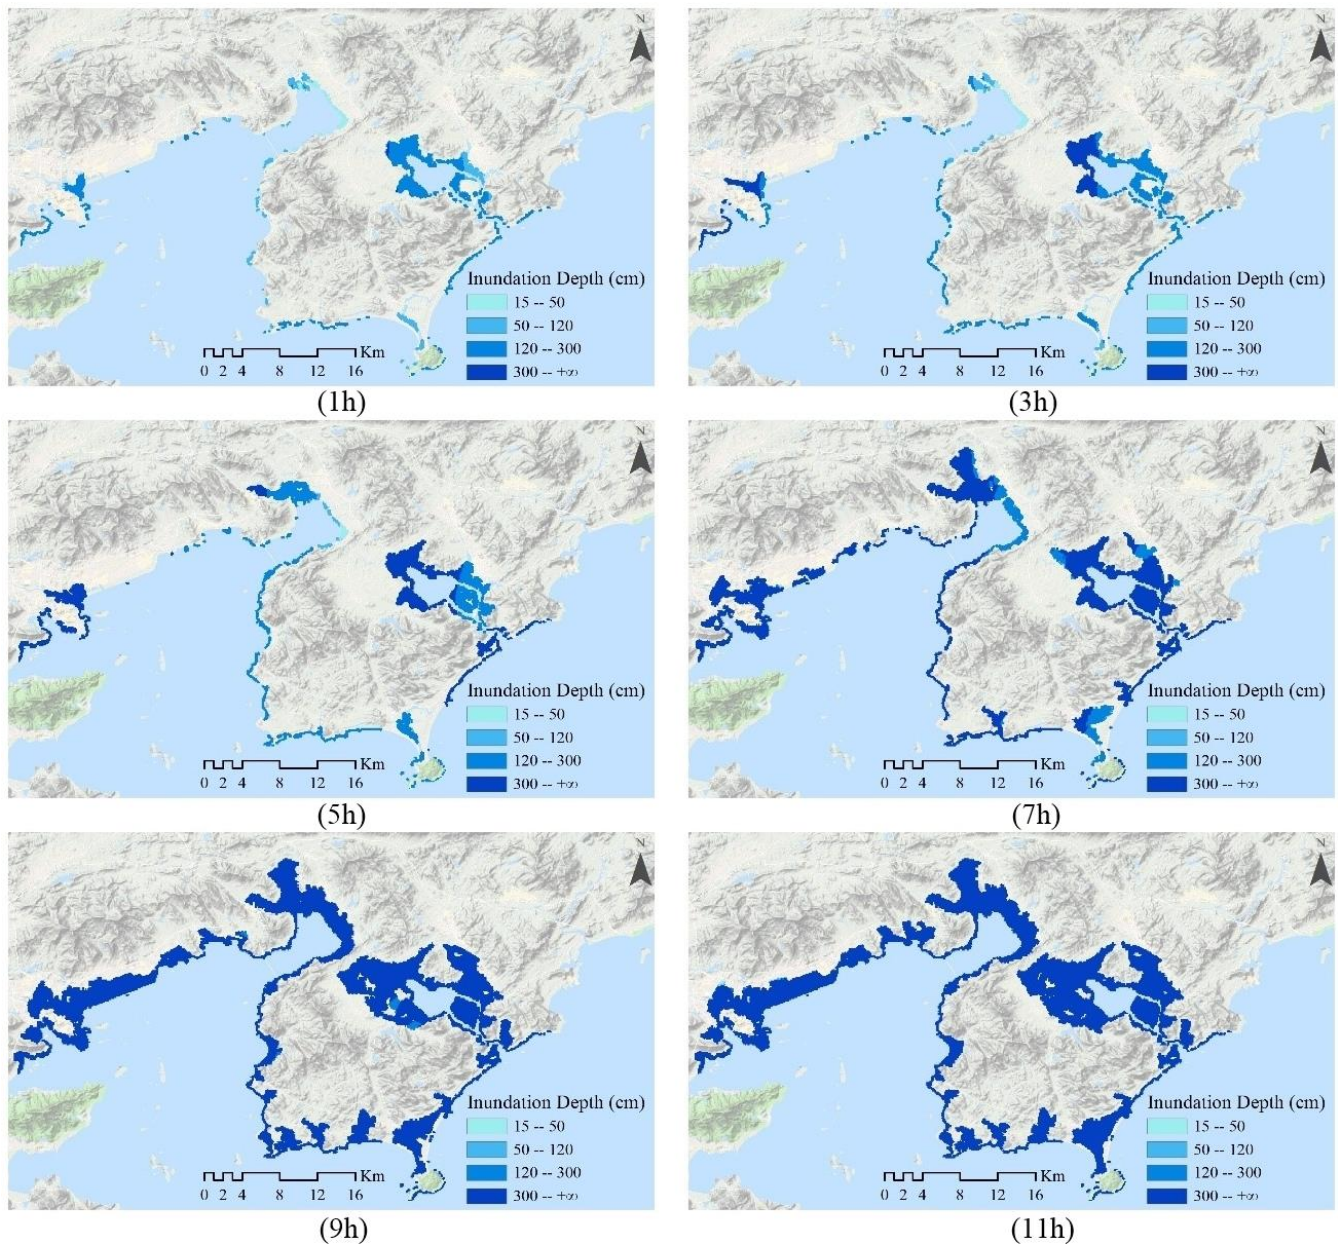 N
Inundation Depth (cm)
15 -- 50
50 -- 120
120 -- 300
300 -- +∞
Km
0 2 4 8 12 16
(1h)
N
Inundation Depth (cm)
15 -- 50
50 -- 120
120 -- 300
300 -- +∞
Km
0 2 4 8 12 16
(3h)
N
Inundation Depth (cm)
15 -- 50
50 -- 120
120 -- 300
300 -- +∞
Km
0 2 4 8 12 16
(5h)
N
Inundation Depth (cm)
15 -- 50
50 -- 120
120 -- 300
300 -- +∞
Km
0 2 4 8 12 16
(7h)
N
Inundation Depth (cm)
15 -- 50
50 -- 120
120 -- 300
300 -- +∞
Km
0 2 4 8 12 16
(9h)
N
Inundation Depth (cm)
15 -- 50
50 -- 120
120 -- 300
300 -- +∞
Km
0 2 4 8 12 16
(11h)